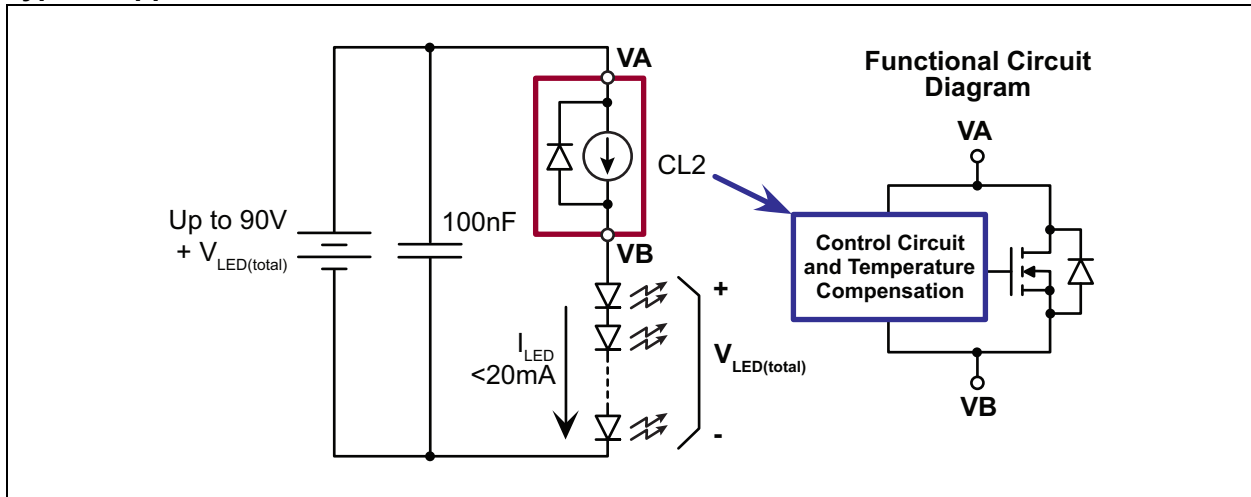 VA
Functional Circuit
Diagram
VA
CL2
Up to 90V
+ VLED(total)
100nF
VB
Control Circuit
and Temperature
Compensation
+
ILED
<20mA
VLED(total)
-
VB